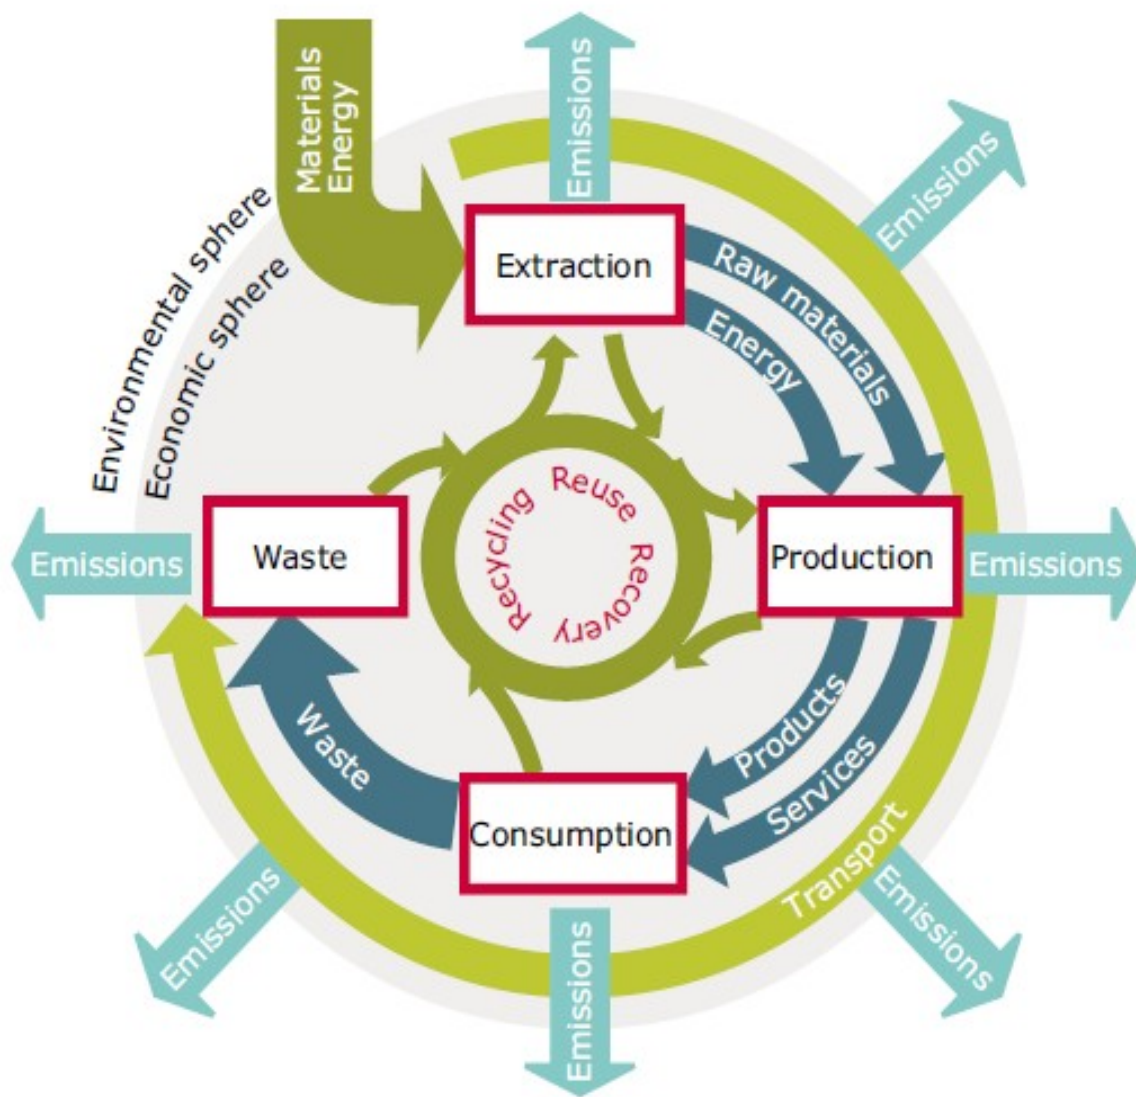 Materials
Energy
Emissions
Emissions
Environmental sphere
Economic sphere
Extraction
Raw materials
Energy
Recycling Reuse Recovery
Emissions
Waste
Production
Emissions
Waste
Products
Services
Consumption
Transport
Emissions
Emissions
Emissions